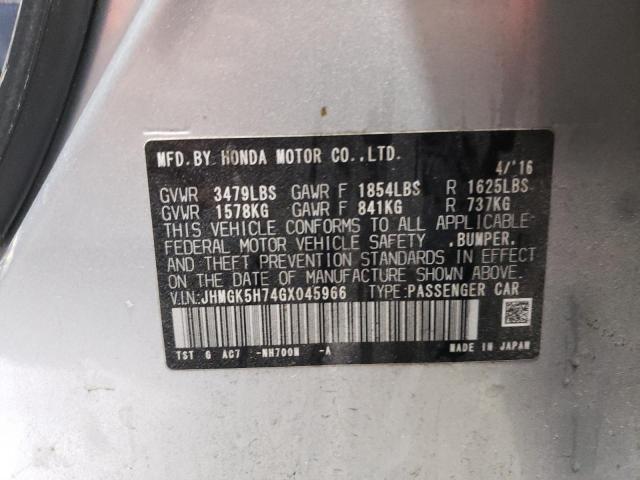 MFD.BY HONDA MOTOR CO.,LTD. 4/'16
GVWR 3479LBS GAWR F 1854LBS R 1625LBS
GVWR 1578KG GAWR F 841KG R 737KG
THIS VEHICLE CONFORMS TO ALL APPLICABLE
FEDERAL MOTOR VEHICLE SAFETY ,BUMPER,
AND THEFT PREVENTION STANDARDS IN EFFECT
ON THE DATE OF MANUFACTURE SHOWN ABOVE.
V.I.N:JHMGK5H74GX045966 TYPE:PASSENGER CAR
TST G AC7 -NH700M -A MADE IN JAPAN